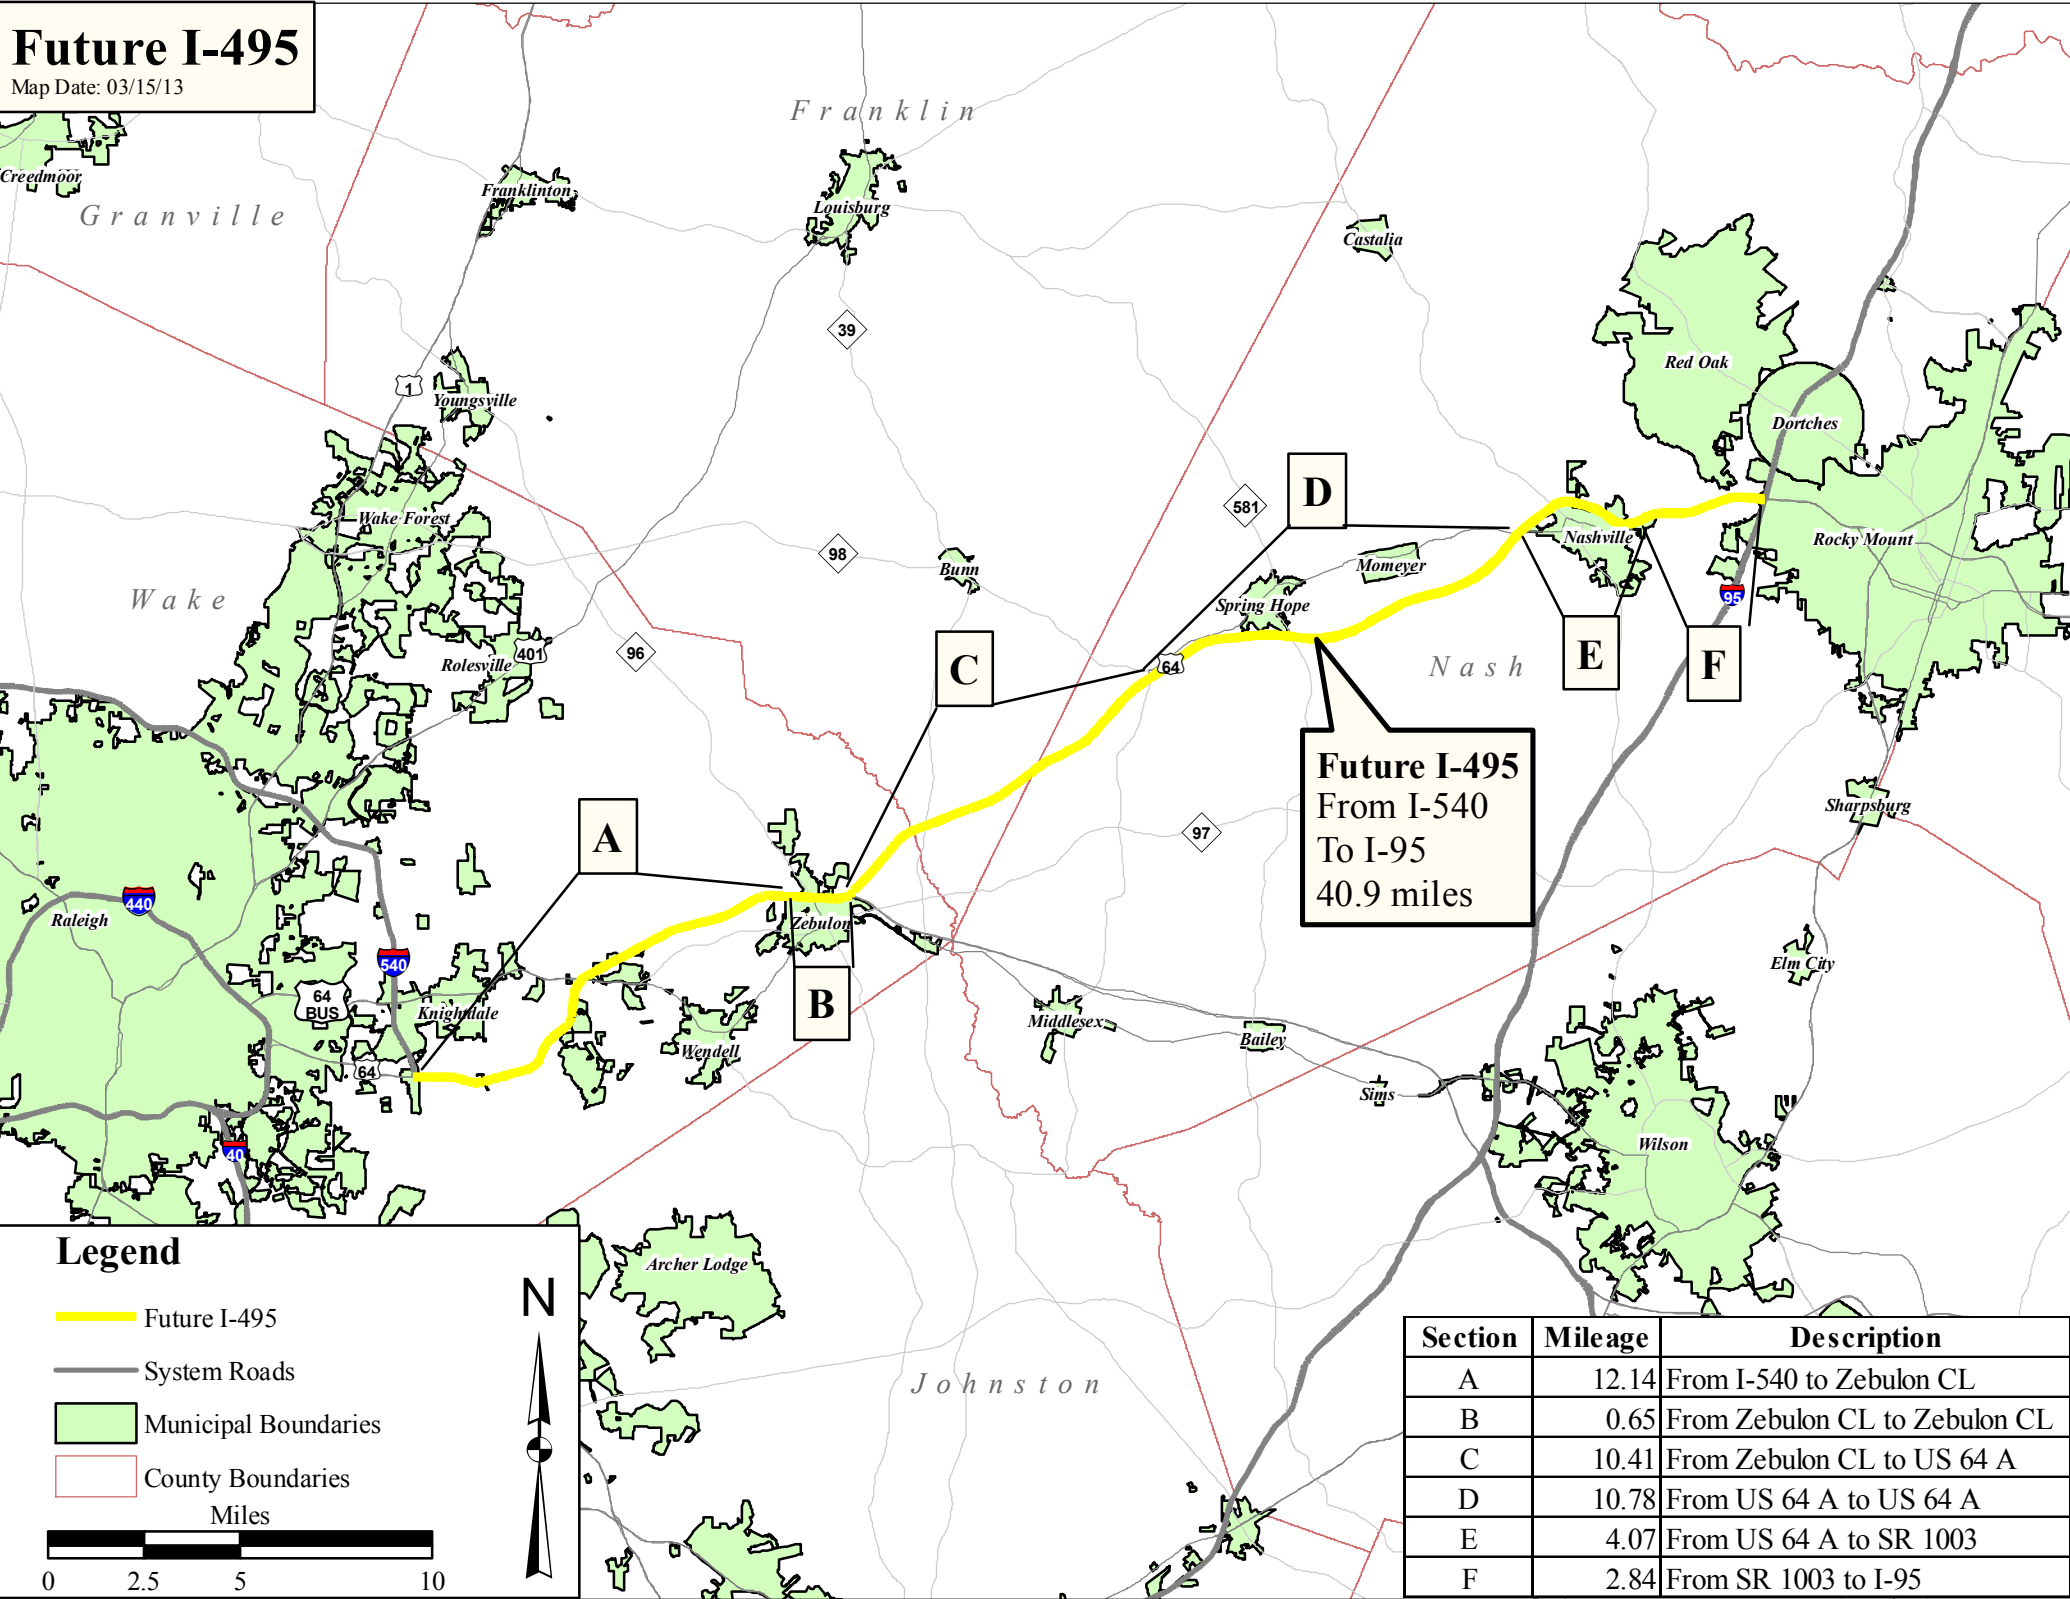 Future I-495
Map Date: 03/15/13
Franklin
Creedmoor
Granville
Franklinton
Louisburg
Castalia
39
Red Oak
1
Youngsville
Dortches
D
581
Wake Forest
98
Nashville
Rocky Mount
Bunn
Momeyer
95
Wake
Spring Hope
96
401
Rolesville
C
64
Nash
E
F
Future I-495
From I-540
To I-95
40.9 miles
Sharpsburg
A
97
440
Raleigh
Zebulon
540
Elm City
64
BUS
Knightdale
B
Middlesex
Bailey
Wendell
64
Sims
40
Wilson
Legend
Archer Lodge
N
Future I-495
System Roads
Johnston
Municipal Boundaries
County Boundaries
Miles
0 2.5 5 10
Section Mileage Description
A 12.14 From I-540 to Zebulon CL
B 0.65 From Zebulon CL to Zebulon CL
C 10.41 From Zebulon CL to US 64 A
D 10.78 From US 64 A to US 64 A
E 4.07 From US 64 A to SR 1003
F 2.84 From SR 1003 to I-95